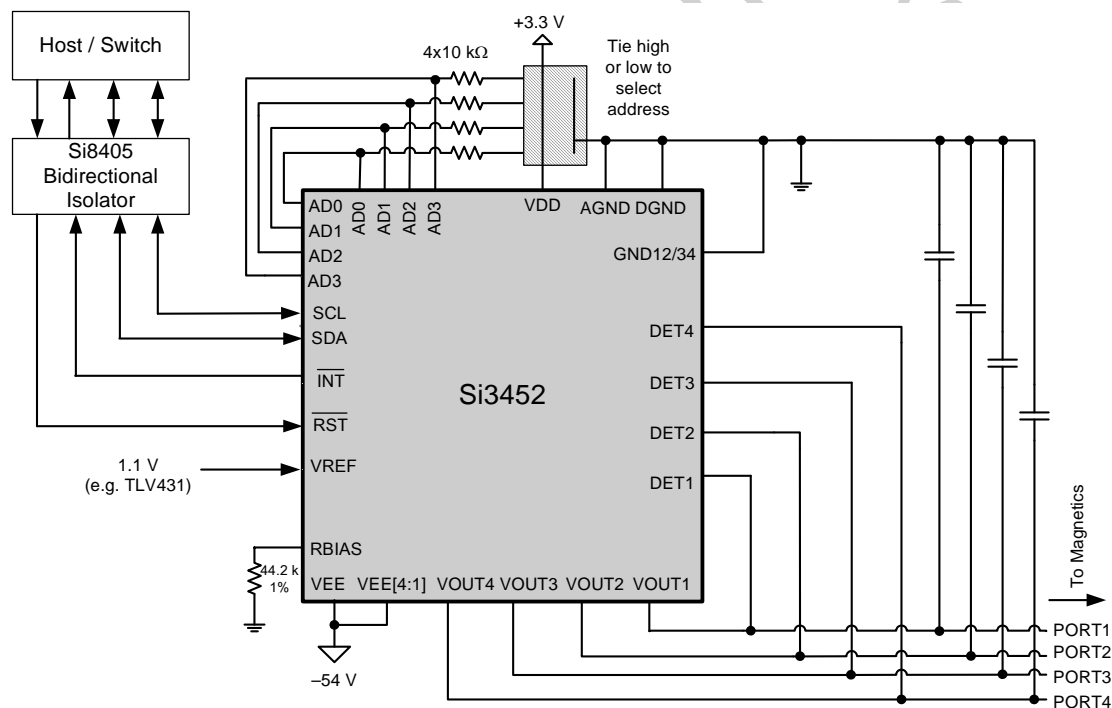 Host / Switch
Si8405
Bidirectional
Isolator
+3.3 V
4x10 kΩ
Tie high
or low to
select
address
AD0
AD1
AD2
AD3
AD0
AD1
AD2
AD3
VDD
AGND
DGND
GND12/34
SCL
SDA
INT
RST
VREF
RBIAS
1.1 V
(e.g. TLV431)
44.2 k
1%
Si3452
DET4
DET3
DET2
DET1
VEE
VEE[4:1]
VOUT4
VOUT3
VOUT2
VOUT1
–54 V
To Magnetics
PORT1
PORT2
PORT3
PORT4